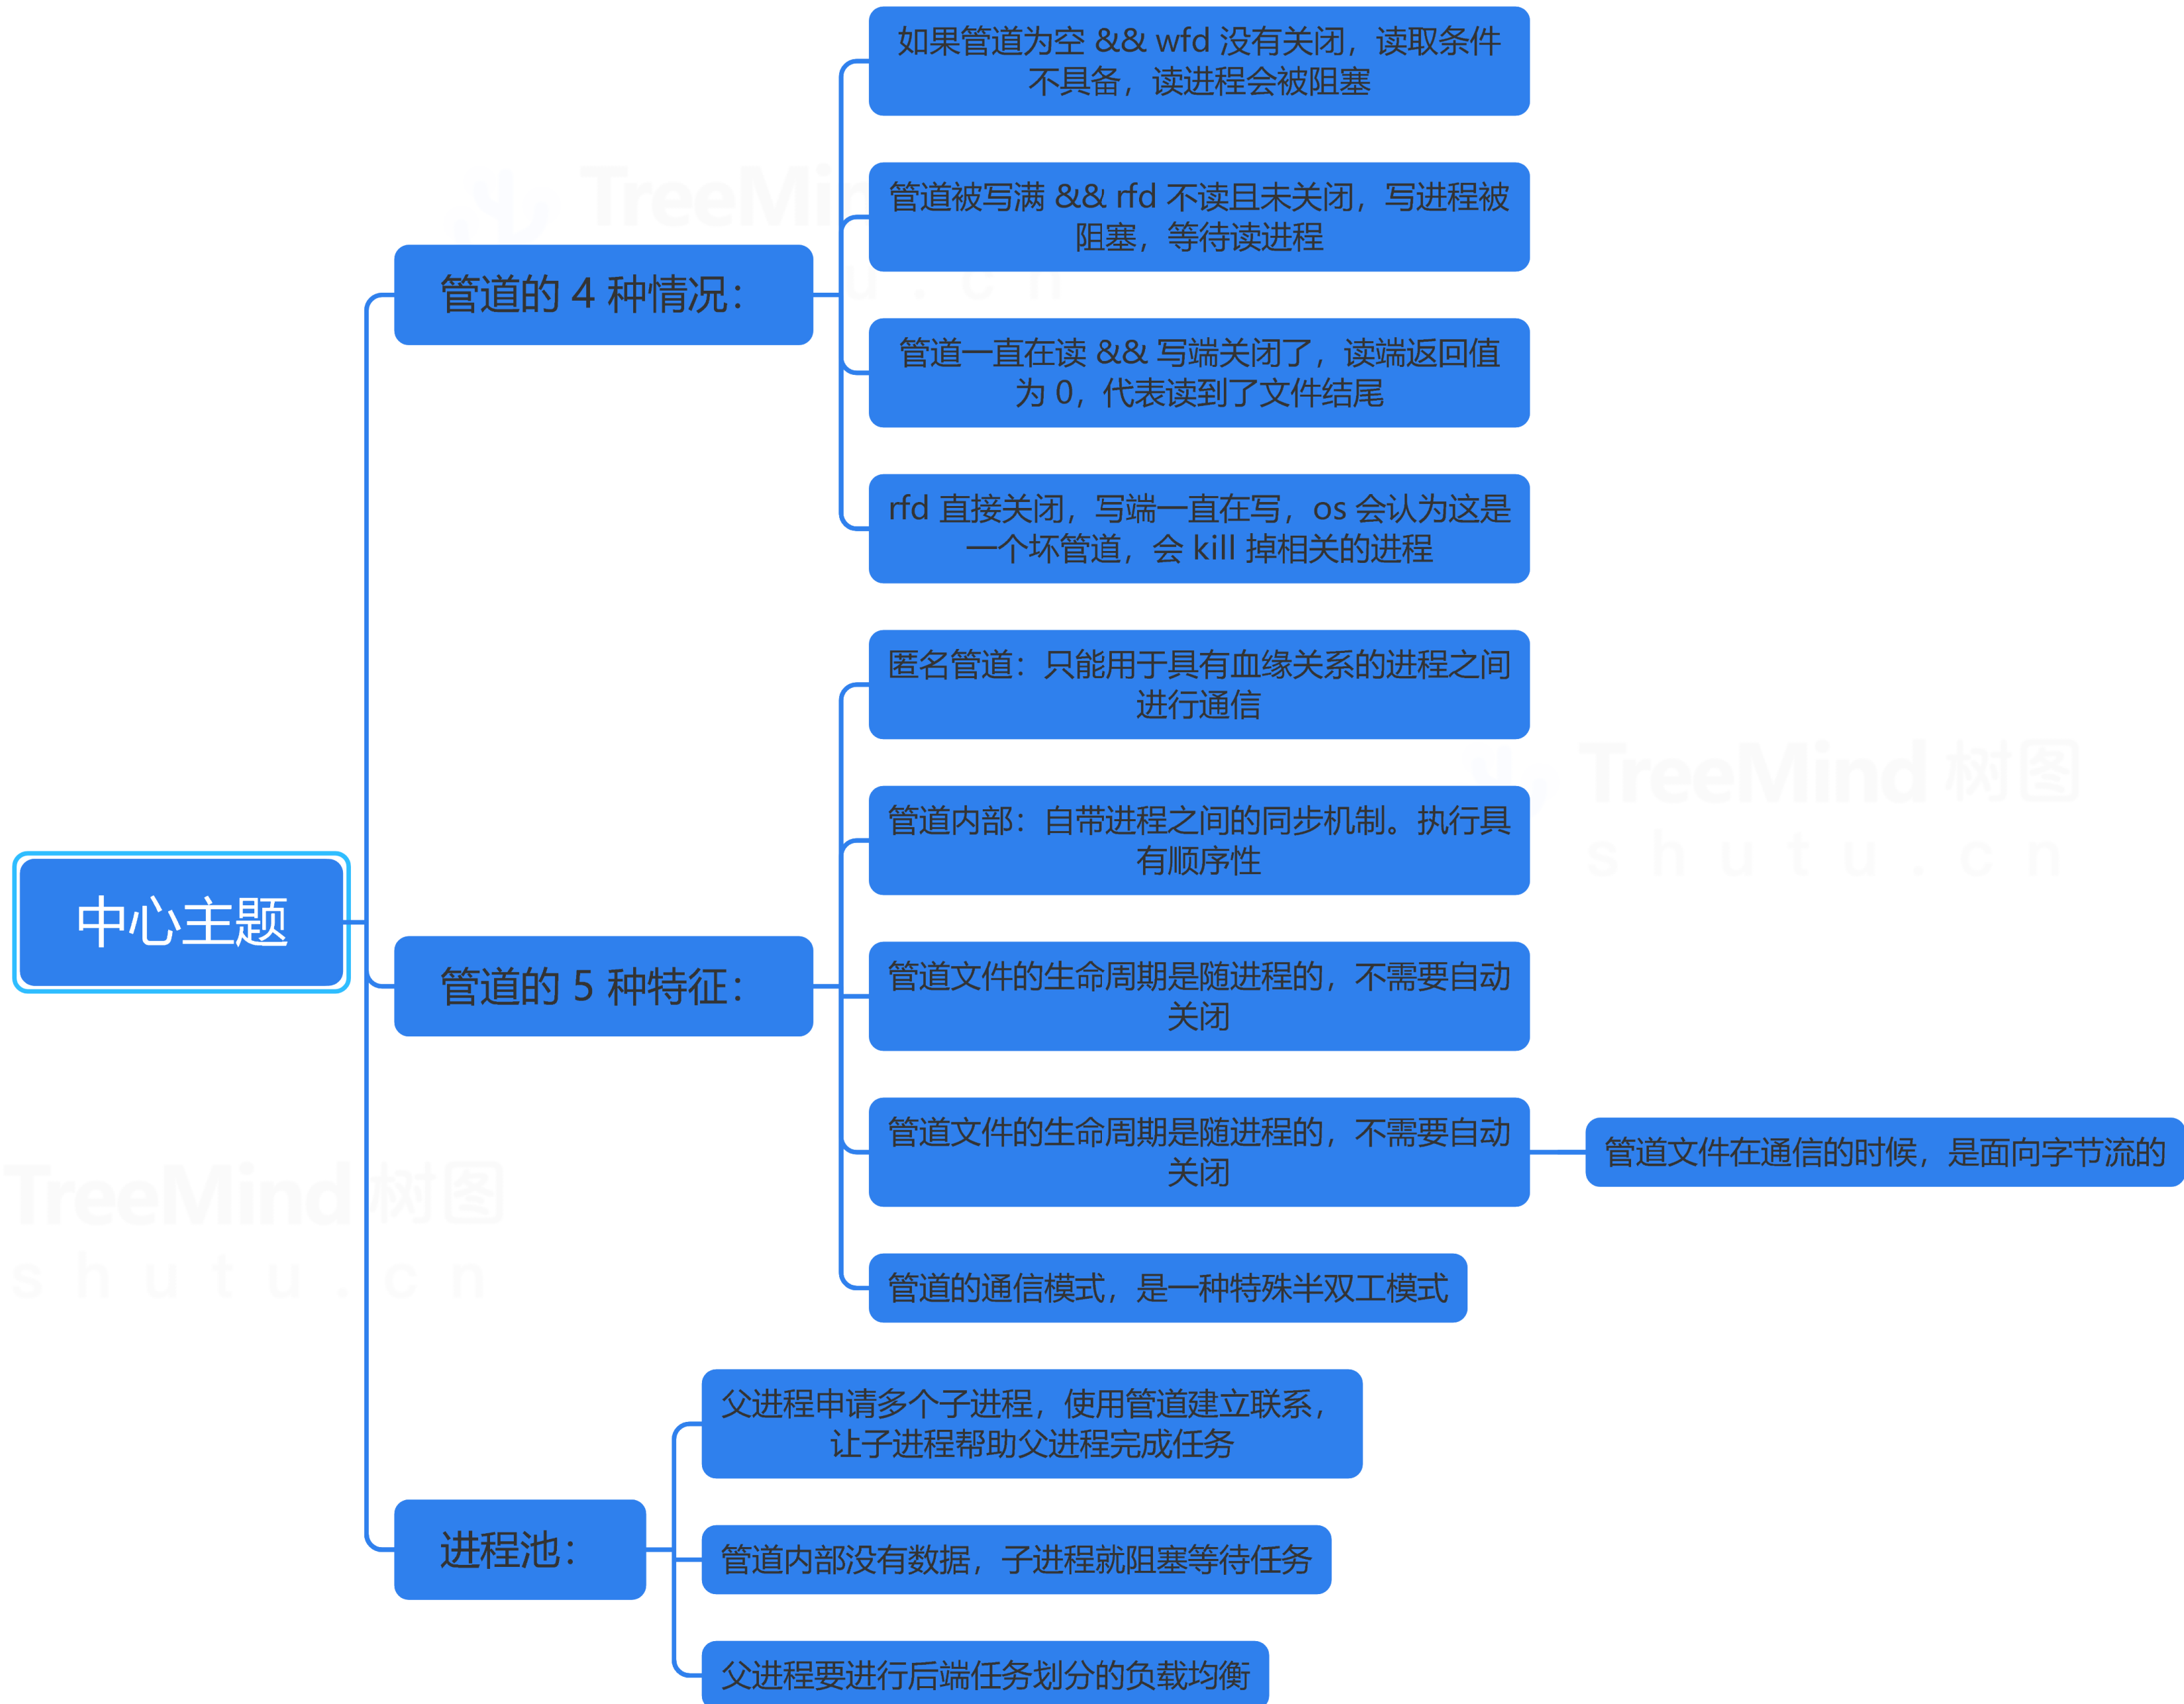 中心主题
管道的 4 种情况：
如果管道为空 && wfd 没有关闭，读取条件
不具备，读进程会被阻塞
管道被写满 && rfd 不读且未关闭，写进程被
阻塞，等待读进程
管道一直在读 && 写端关闭了，读端返回值
为 0，代表读到了文件结尾
rfd 直接关闭，写端一直在写，os 会认为这是
一个坏管道，会 kill 掉相关的进程
管道的 5 种特征：
匿名管道：只能用于具有血缘关系的进程之间
进行通信
管道内部：自带进程之间的同步机制。执行具
有顺序性
管道文件的生命周期是随进程的，不需要自动
关闭
管道文件的生命周期是随进程的，不需要自动
关闭
管道文件在通信的时候，是面向字节流的
管道的通信模式，是一种特殊半双工模式
进程池：
父进程申请多个子进程，使用管道建立联系，
让子进程帮助父进程完成任务
管道内部没有数据，子进程就阻塞等待任务
父进程要进行后端任务划分的负载均衡
TreeMi
u . c n
TreeMind 树图
shutu.cn
TreeMind 树图
shutu.cn